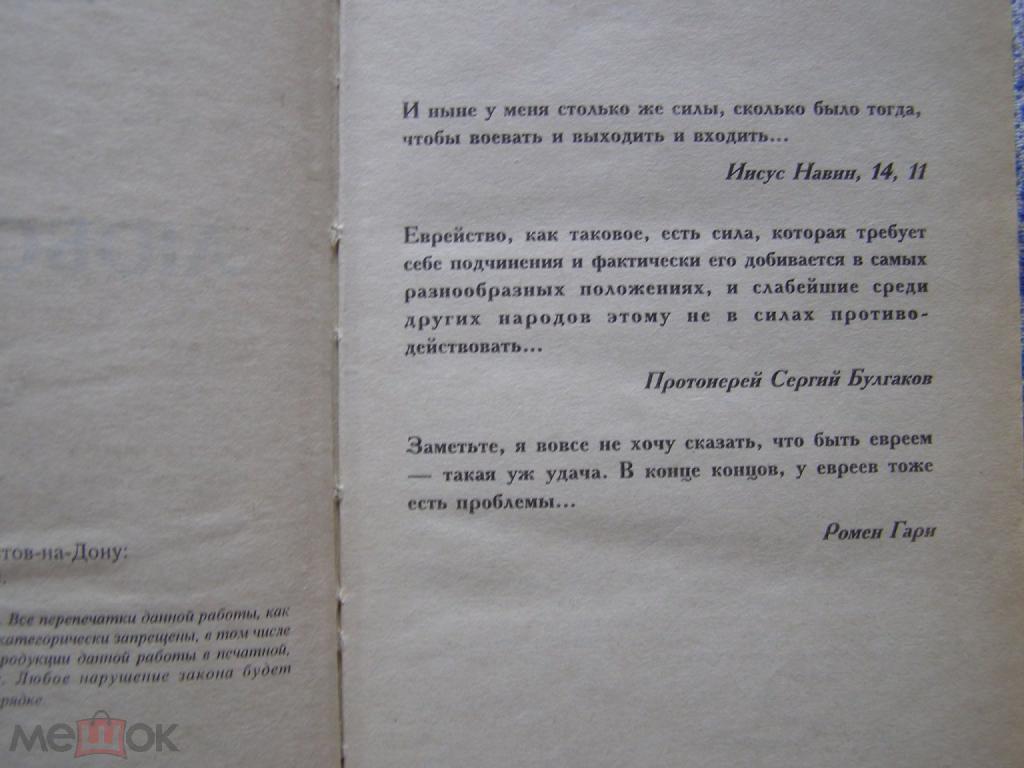 тов-на-Дону:
. Все перепечатки данной работы, как
категорически запрещены, в том числе
родукции данной работы в печатной,
. Любое нарушение закона будет
рядке.
И ныне у меня столько же силы, сколько было тогда,
чтобы воевать и выходить и входить...
Иисус Навин, 14, 11
Еврейство, как таковое, есть сила, которая требует
себе подчинения и фактически его добивается в самых
разнообразных положениях, и слабейшие среди
других народов этому не в силах противо-
действовать...
Протоиерей Сергий Булгаков
Заметьте, я вовсе не хочу сказать, что быть евреем
— такая уж удача. В конце концов, у евреев тоже
есть проблемы...
Ромен Гари
мешок